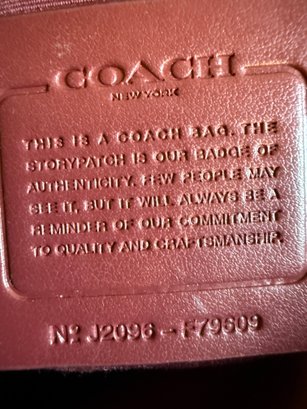 COACH
NEW YORK
THIS IS A COACH BAG. THE
STORYPATCH IS OUR BADGE OF
AUTHENTICITY. FEW PEOPLE MAY
SEE IT, BUT IT WILL ALWAYS BE A
REMINDER OF OUR COMMITMENT
TO QUALITY AND CRAFTSMANSHIP.
Nº J2096 - F79609